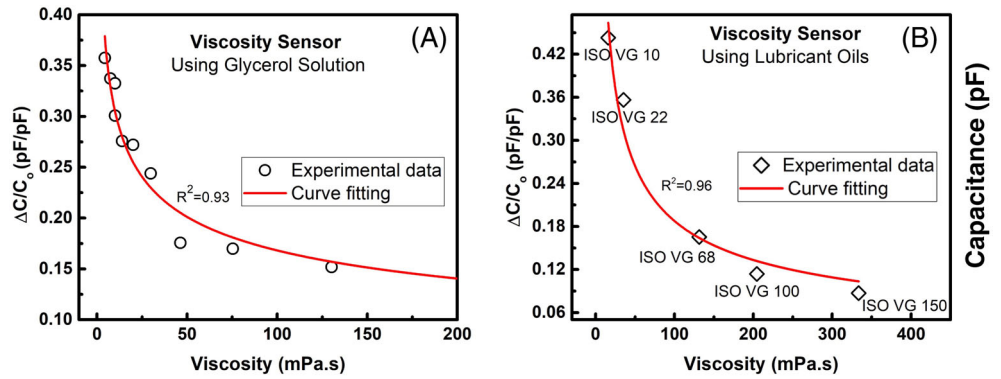 (A)
Viscosity Sensor
Using Glycerol Solution
0.40
0.35
0.30
0.25
0.20
0.15
0.10
ΔC/Co (pF/pF)
Experimental data
Curve fitting
R2=0.93
0
50
100
150
200
Viscosity (mPa.s)
(B)
Viscosity Sensor
Using Lubricant Oils
0.42
0.36
0.30
0.24
0.18
0.12
0.06
ΔC/Co (pF/pF)
ISO VG 10
ISO VG 22
Experimental data
Curve fitting
R2=0.96
ISO VG 68
ISO VG 100
ISO VG 150
0
100
200
300
400
Viscosity (mPa.s)
Capacitance (pF)